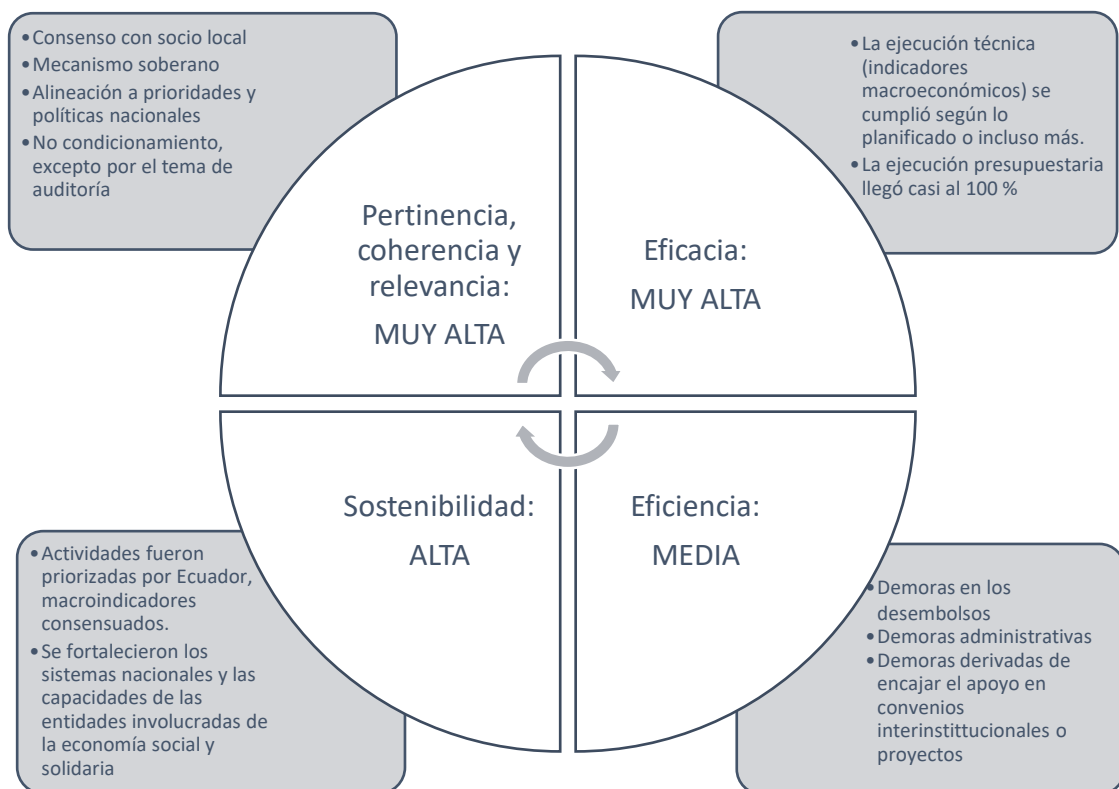 •Consenso con socio local
•Mecanismo soberano
•Alineación a prioridades y
políticas nacionales
•No condicionamiento,
excepto por el tema de
auditoría
•La ejecución técnica
(indicadores
macroeconómicos) se
cumplió según lo
planificado o incluso más.
•La ejecución presupuestaria
llegó casi al 100 %
Pertinencia,
coherencia y
relevancia:
MUY ALTA
Eficacia:
MUY ALTA
Sostenibilidad:
ALTA
Eficiencia:
MEDIA
•Actividades fueron
priorizadas por Ecuador,
macroindicadores
consensuados.
•Se fortalecieron los
sistemas nacionales y las
capacidades de las
entidades involucradas de
la economía social y
solidaria
•Demoras en los
desembolsos
•Demoras administrativas
•Demoras derivadas de
encajar el apoyo en
convenios
interinstitucionales o
proyectos